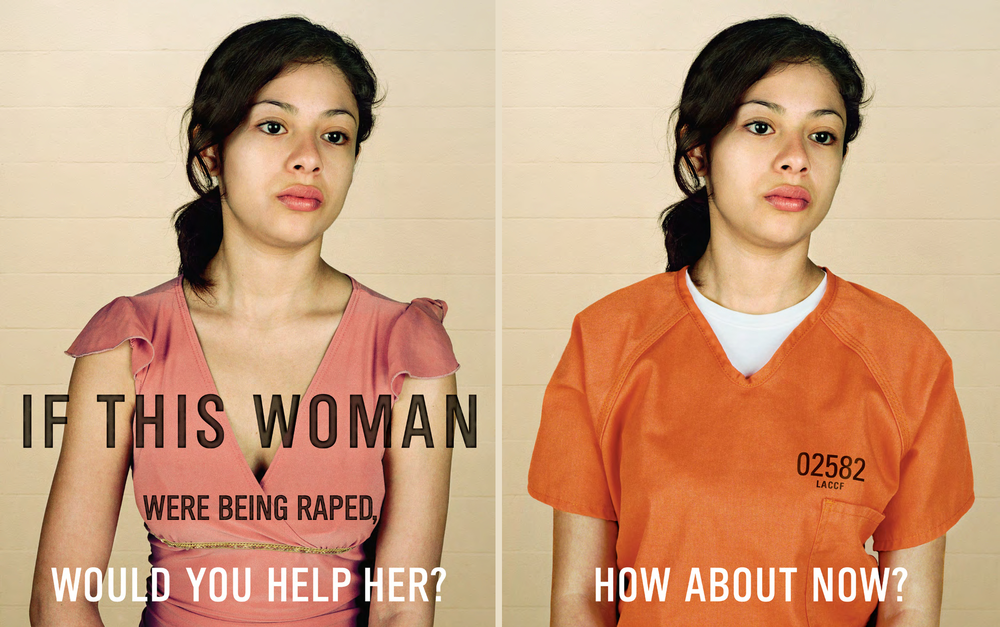 IF THIS WOMAN
WERE BEING RAPED,
WOULD YOU HELP HER?
02582
LACCF
HOW ABOUT NOW?